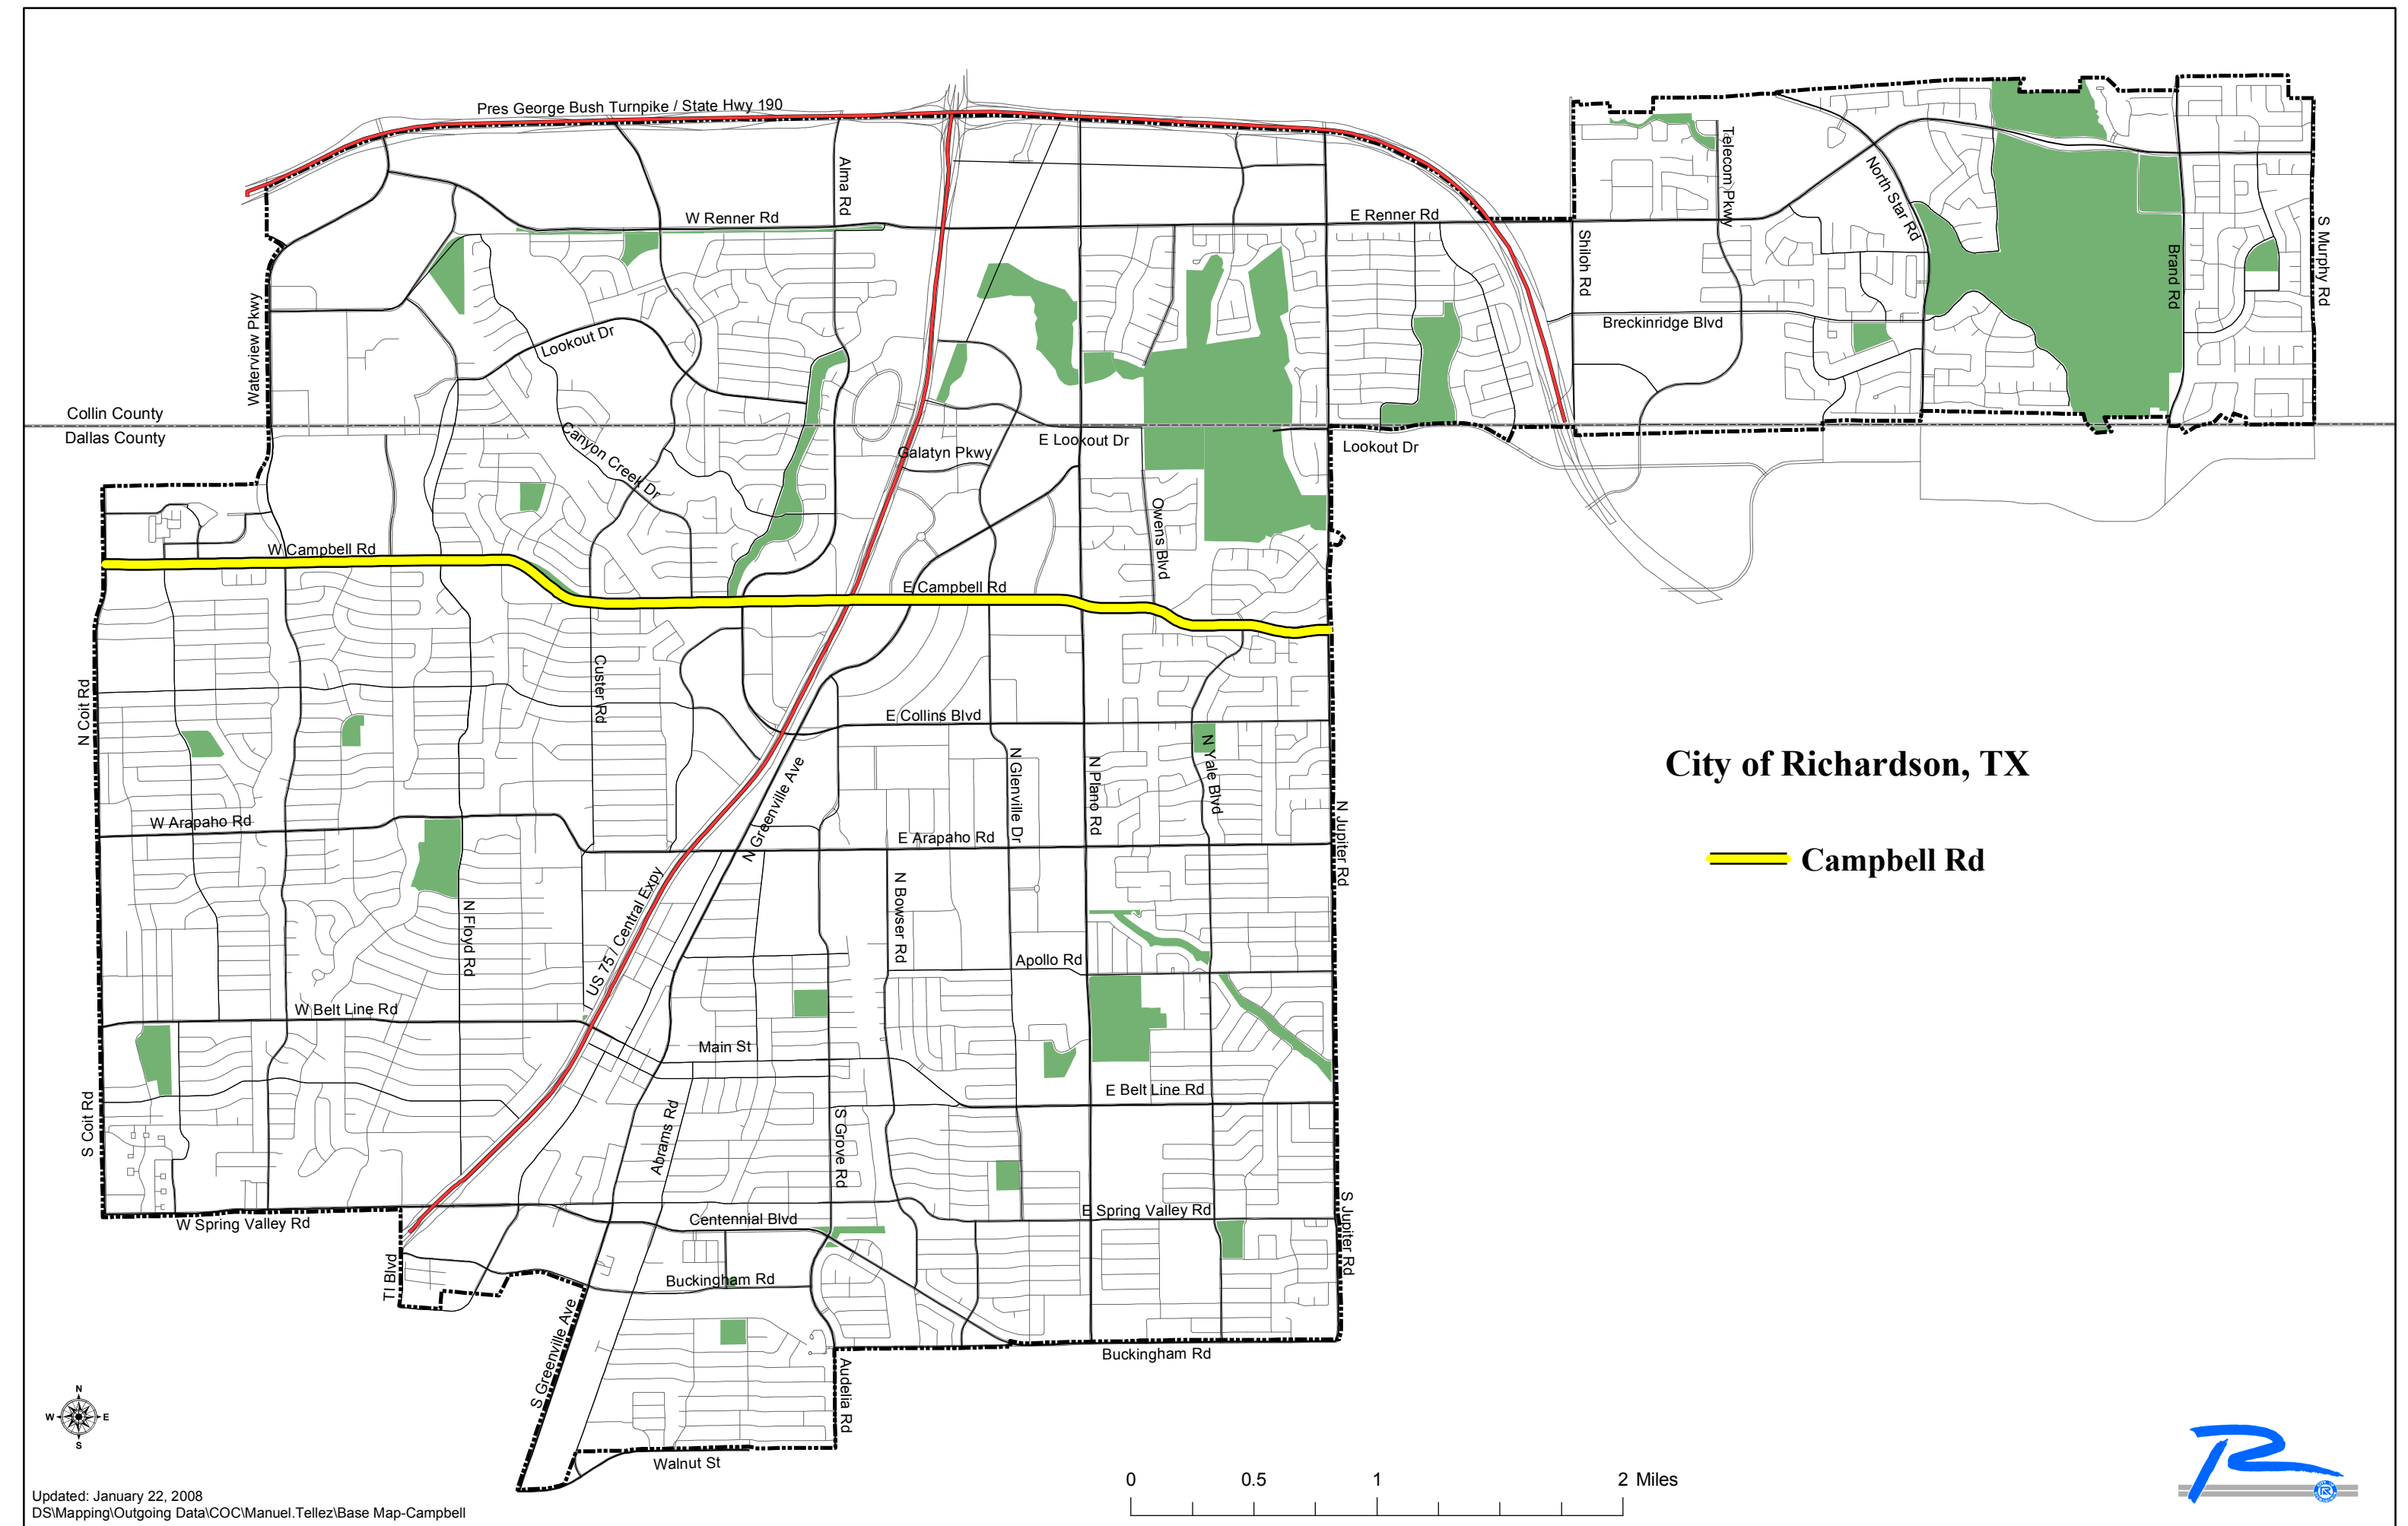 Pres George Bush Turnpike / State Hwy 190
Alma Rd
Telecom Pkwy
North Star Rd
W Renner Rd
E Renner Rd
Shiloh Rd
Brand Rd
S Murphy Rd
Waterview Pkwy
Lookout Dr
Breckinridge Blvd
Collin County
Dallas County
Canyon Creek Dr
Galatyn Pkwy
E Lookout Dr
Lookout Dr
Owens Blvd
W Campbell Rd
E Campbell Rd
N Coit Rd
Custer Rd
E Collins Blvd
N Glenville Dr
N Plano Rd
N Yale Blvd
N Jupiter Rd
City of Richardson, TX
Campbell Rd
W Arapaho Rd
N Greenville Ave
E Arapaho Rd
US 75 / Central Expy
N Floyd Rd
N Bowser Rd
Apollo Rd
W Belt Line Rd
Main St
E Belt Line Rd
S Coit Rd
Abrams Rd
S Grove Rd
W Spring Valley Rd
Centennial Blvd
E Spring Valley Rd
S Jupiter Rd
TI Blvd
Buckingham Rd
S Greenville Ave
Buckingham Rd
Audelia Rd
Walnut St
N
W E
S
0 0.5 1 2 Miles
Updated: January 22, 2008
DS\Mapping\Outgoing Data\COC\Manuel.Tellez\Base Map-Campbell